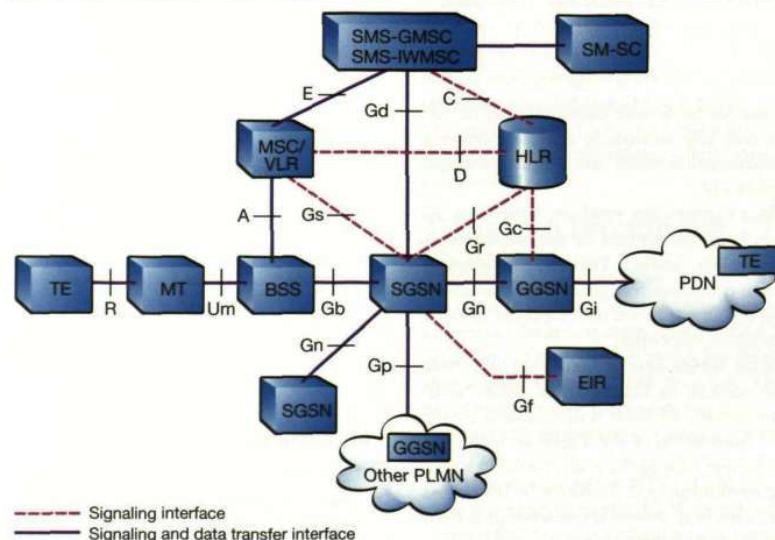 SMS-GMSC
SMS-IWMSC
SM-SC
E
Gd
C
MSC/
VLR
HLR
D
A
Gs
Gr
Gc
TE
MT
BSS
SGSN
GGSN
PDN
TE
R
Um
Gb
Gn
Gi
Gn
Gp
SGSN
EIR
Gf
GGSN
Other PLMN
Signaling interface
Signaling and data transfer interface